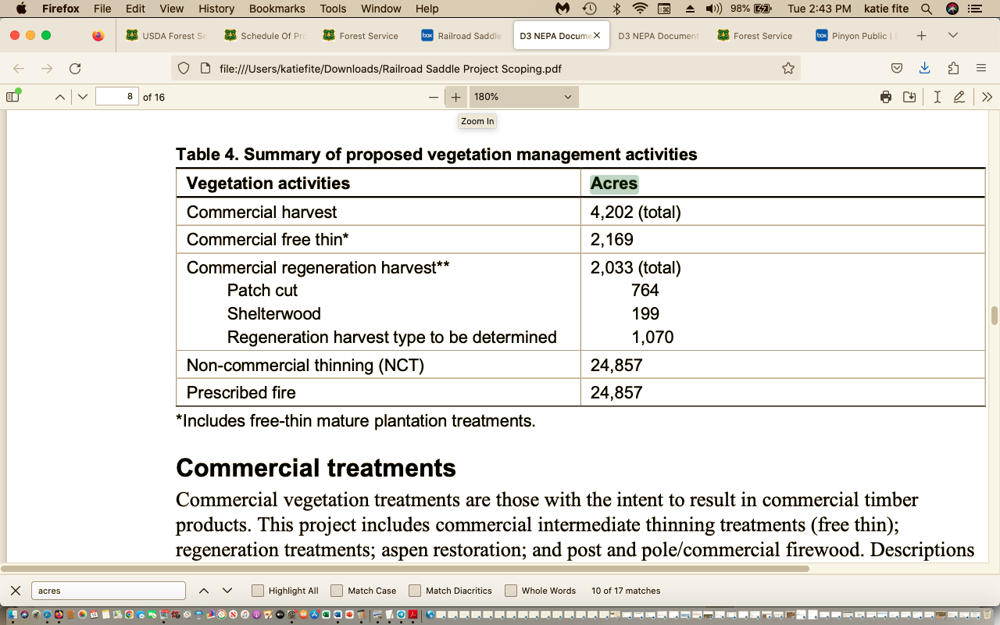 Firefox File Edit View History Bookmarks Tools Window Help 98% Tue 2:43 PM katie fite
USDA Forest Se Schedule Of Pro Forest Service box Railroad Saddle D3 NEPA Docume D3 NEPA Document Forest Service box Pinyon Public |
file:///Users/katiefite/Downloads/Railroad Saddle Project Scoping.pdf
8 of 16 180%
Zoom In
Table 4. Summary of proposed vegetation management activities
Vegetation activities Acres
Commercial harvest 4,202 (total)
Commercial free thin* 2,169
Commercial regeneration harvest** 2,033 (total)
Patch cut 764
Shelterwood 199
Regeneration harvest type to be determined 1,070
Non-commercial thinning (NCT) 24,857
Prescribed fire 24,857
*Includes free-thin mature plantation treatments.
Commercial treatments
Commercial vegetation treatments are those with the intent to result in commercial timber
products. This project includes commercial intermediate thinning treatments (free thin);
regeneration treatments; aspen restoration; and post and pole/commercial firewood. Descriptions
acres Highlight All Match Case Match Diacritics Whole Words 10 of 17 matches